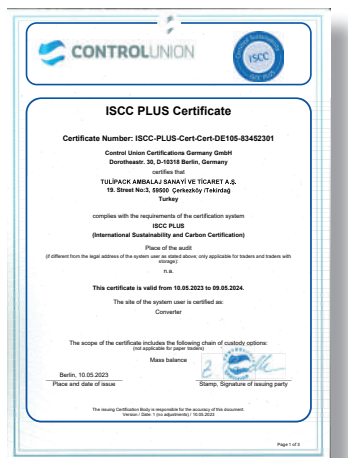 CONTROLUNION
ISCC
ISCC PLUS Certificate
Certificate Number: ISCC-PLUS-Cert-Cert-DE105-83452301
Control Union Certifications Germany GmbH
Dorotheastr. 30, D-10318 Berlin, Germany
certifies that
TULİPACK AMBALAJ SANAYİ VE TİCARET A.Ş.
19. Street No:3, 59500 Çerkezköy /Tekirdağ
Turkey
complies with the requirements of the certification system
ISCC PLUS
(International Sustainability and Carbon Certification)
Place of the audit
(if different from the legal address of the system user as stated above; only applicable for traders and traders with
storage):
n.a.
This certificate is valid from 10.05.2023 to 09.05.2024.
The site of the system user is certified as:
Converter
The scope of the certificate includes the following chain of custody options:
(not applicable for paper traders)
Mass balance
Berlin, 10.05.2023
Place and date of issue
Stamp, Signature of issuing party
The issuing Certification Body is responsible for the accuracy of this document.
Version / Date: 1 (no adjustments) / 10.05.2023
Page 1 of 3